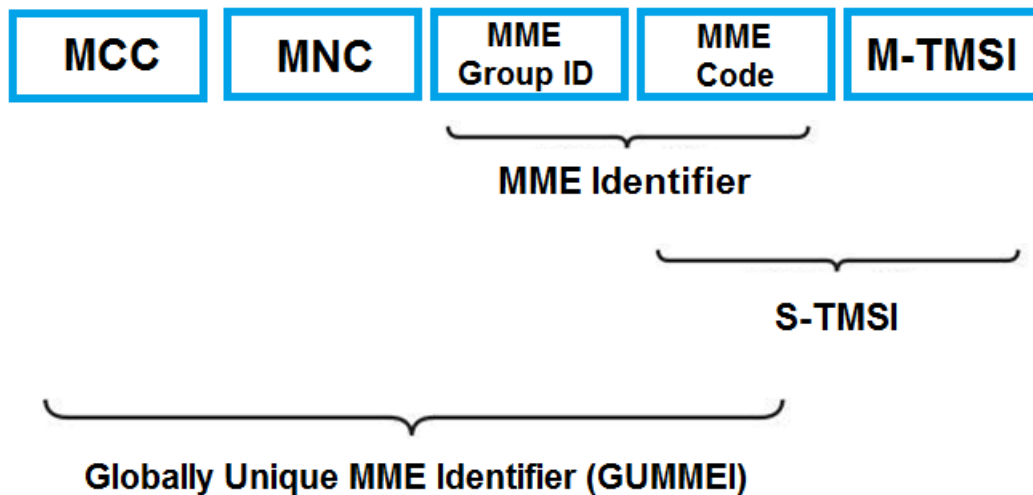 MCC
MNC
MME
Group ID
MME
Code
M-TMSI
MME Identifier
S-TMSI
Globally Unique MME Identifier (GUMMEI)